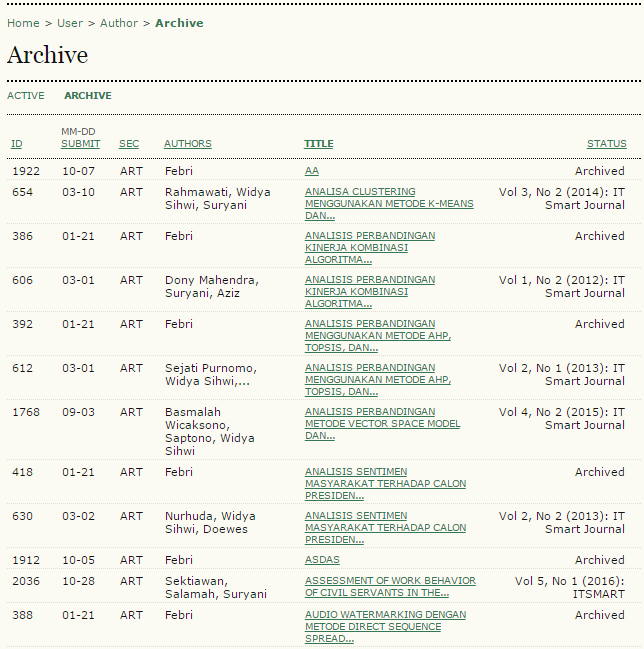 Home > User > Author > Archive
Archive
ACTIVE ARCHIVE
MM-DD
ID SUBMIT SEC AUTHORS TITLE STATUS
1922 10-07 ART Febri AA Archived
654 03-10 ART Rahmawati, Widya ANALISA CLUSTERING Vol 3, No 2 (2014): IT
Sihwi, Suryani MENGGUNAKAN METODE K-MEANS Smart Journal
DAN...
386 01-21 ART Febri ANALISIS PERBANDINGAN Archived
KINERJA KOMBINASI
ALGORITMA...
606 03-01 ART Dony Mahendra, ANALISIS PERBANDINGAN Vol 1, No 2 (2012): IT
Suryani, Aziz KINERJA KOMBINASI Smart Journal
ALGORITMA...
392 01-21 ART Febri ANALISIS PERBANDINGAN Archived
MENGGUNAKAN METODE AHP,
TOPSIS, DAN...
612 03-01 ART Sejati Purnomo, ANALISIS PERBANDINGAN Vol 2, No 1 (2013): IT
Widya Sihwi,... MENGGUNAKAN METODE AHP, Smart Journal
TOPSIS, DAN...
1768 09-03 ART Basmalah ANALISIS PERBANDINGAN Vol 4, No 2 (2015): IT
Wicaksono, METODE VECTOR SPACE MODEL Smart Journal
Saptono, Widya DAN...
Sihwi
418 01-21 ART Febri ANALISIS SENTIMEN Archived
MASYARAKAT TERHADAP CALON
PRESIDEN...
630 03-02 ART Nurhuda, Widya ANALISIS SENTIMEN Vol 2, No 2 (2013): IT
Sihwi, Doewes MASYARAKAT TERHADAP CALON Smart Journal
PRESIDEN...
1912 10-05 ART Febri ASDAS Archived
2036 10-28 ART Sektiawan, ASSESSMENT OF WORK BEHAVIOR Vol 5, No 1 (2016):
Salamah, Suryani OF CIVIL SERVANTS IN THE... ITSMART
388 01-21 ART Febri AUDIO WATERMARKING DENGAN Archived
METODE DIRECT SEQUENCE
SPREAD...